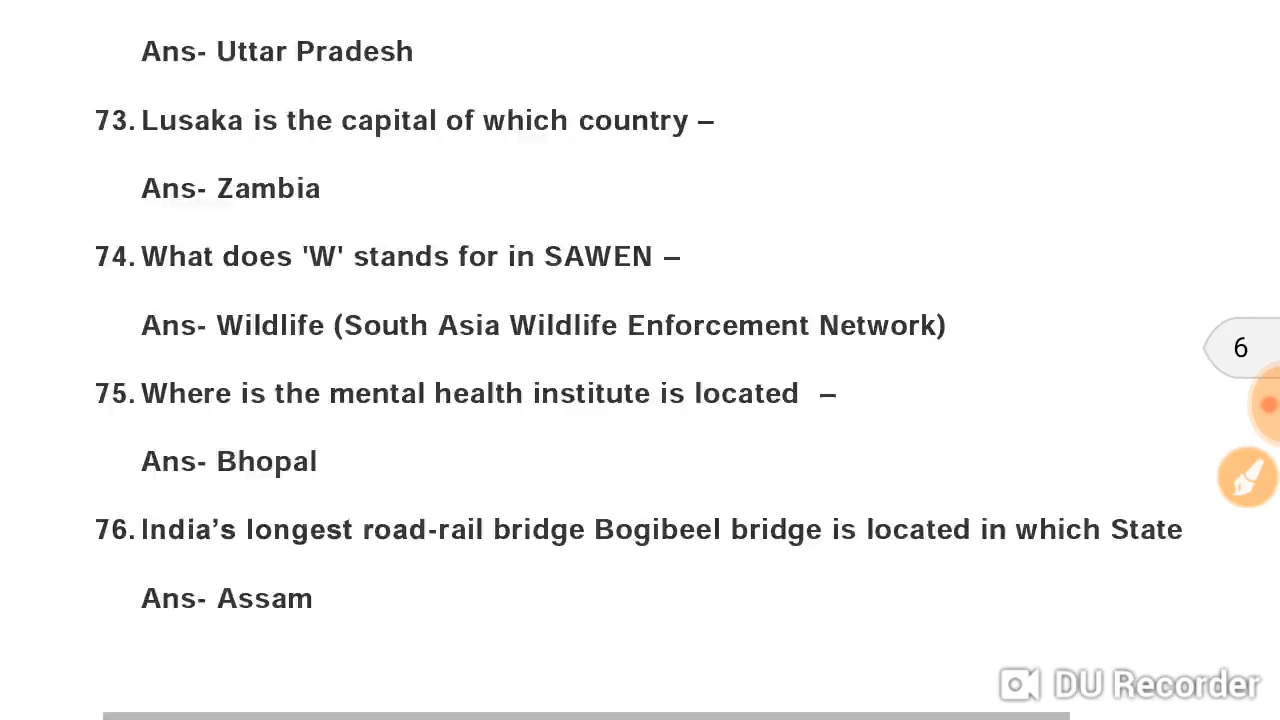 Ans- Uttar Pradesh
73. Lusaka is the capital of which country –
Ans- Zambia
74. What does 'W' stands for in SAWEN –
Ans- Wildlife (South Asia Wildlife Enforcement Network)
75. Where is the mental health institute is located –
Ans- Bhopal
76. India’s longest road-rail bridge Bogibeel bridge is located in which State
Ans- Assam
6
DU Recorder